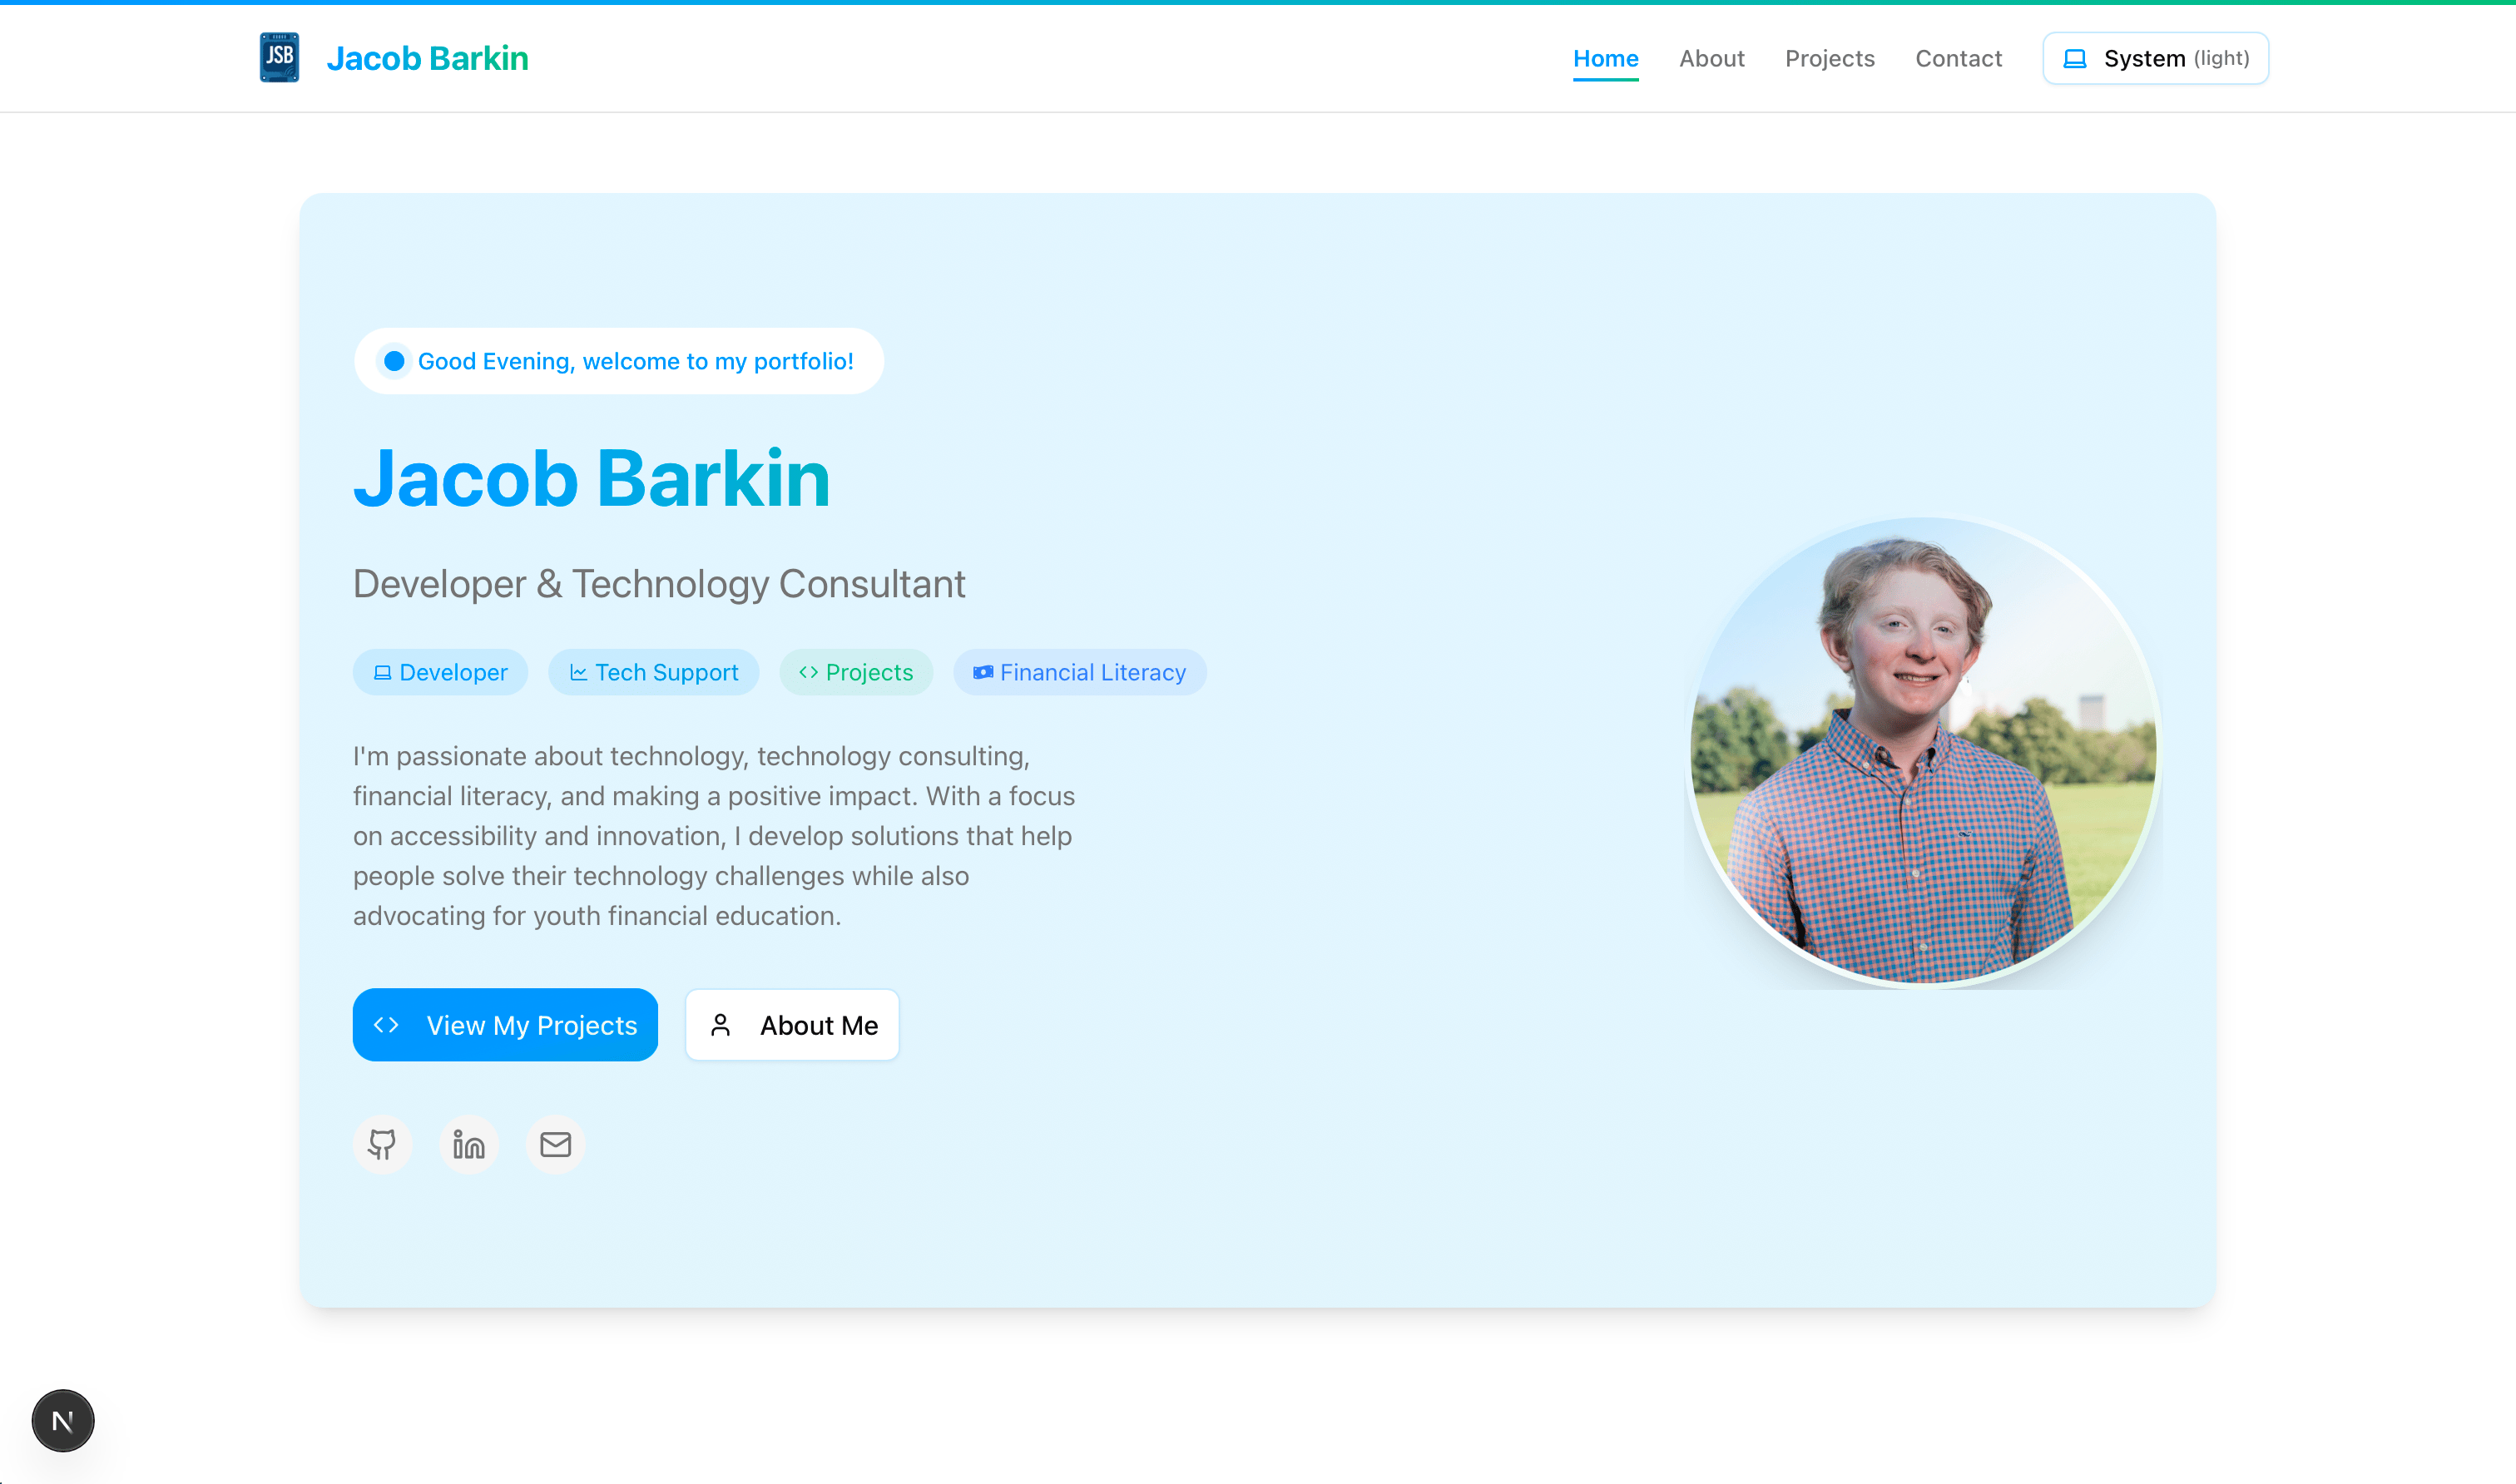 JSB
Jacob Barkin
Home
About
Projects
Contact
System (light)
Good Evening, welcome to my portfolio!
Jacob Barkin
Developer & Technology Consultant
Developer
Tech Support
Projects
Financial Literacy
I'm passionate about technology, technology consulting,
financial literacy, and making a positive impact. With a focus
on accessibility and innovation, I develop solutions that help
people solve their technology challenges while also
advocating for youth financial education.
View My Projects
About Me
in
N